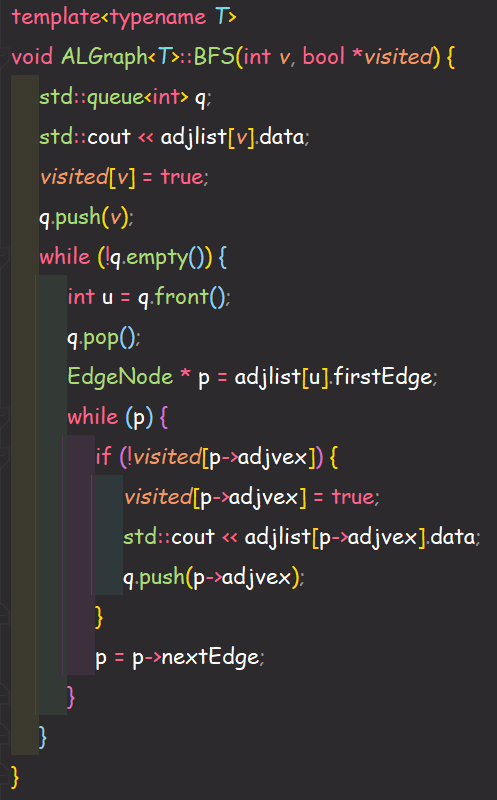 template<typename T>
void ALGraph<T>::BFS(int v, bool *visited) {
std::queue<int> q;
std::cout << adjlist[v].data;
visited[v] = true;
q.push(v);
while (!q.empty()) {
int u = q.front();
q.pop();
EdgeNode * p = adjlist[u].firstEdge;
while (p) {
if (!visited[p->adjvex]) {
visited[p->adjvex] = true;
std::cout << adjlist[p->adjvex].data;
q.push(p->adjvex);
}
p = p->nextEdge;
}
}
}